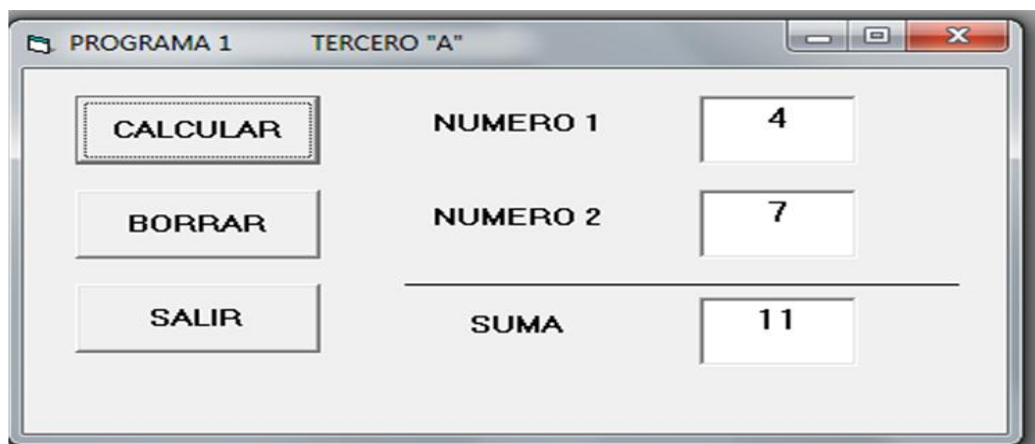 PROGRAMA 1 TERCERO "A"
CALCULAR NUMERO 1 4
BORRAR NUMERO 2 7
SALIR SUMA 11